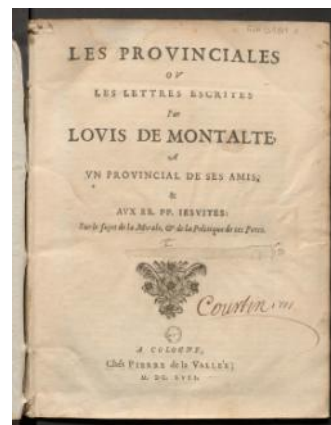 LES PROVINCIALES
OV
LES LETTRES ESCRITES
Par
LOVIS DE MONTALTE,
A
VN PROVINCIAL DE SES AMIS,
&
AVX RR. PP. IESVITES:
Sur le sujet de la Morale, & de la Politique de ces Peres.
A COLOGNE,
Chés PIERRE de la VALLÉE,
M. DC. LVII.